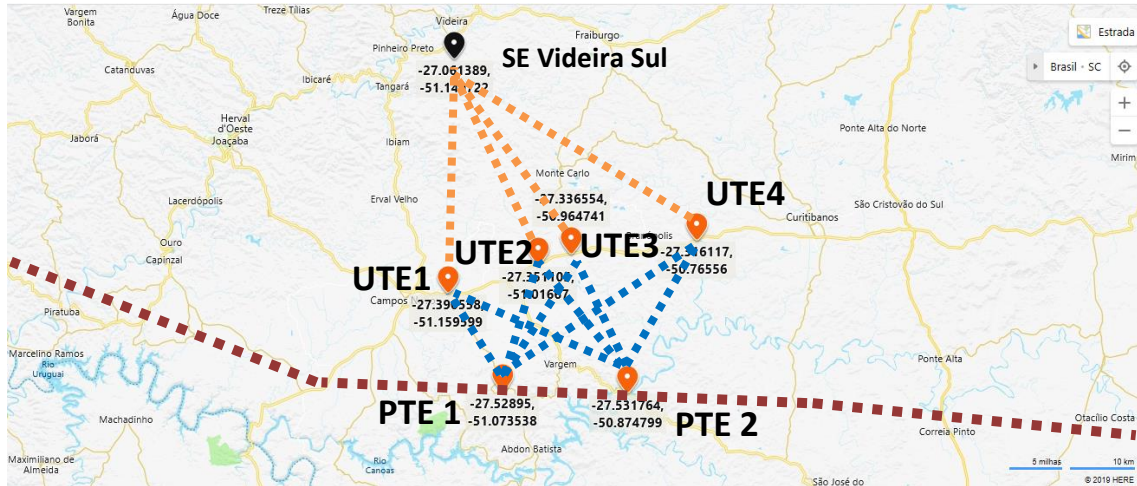 Vargem
Bonita
Água Doce
Treze Tílias
Videira
Fraiburgo
Estrada
Pinheiro Preto
SE Videira Sul
Brasil · SC
Catanduvas
Ibicaré
Tangará
-27.061389,
Herval
d'Oeste
Joaçaba
Jaborá
Ibiam
Ponte Alta do Norte
Mirim
Monte Carlo
Lacerdópolis
Erval Velho
-27.336554,
-50.964741
UTE4
Curitibanos
São Cristovão do Sul
Ouro
Capinzal
UTE2
UTE3
UTE1
-50.76556
Campos N
-51.01667
-51.159599
Piratuba
Marcelino Ramos
Rio
Uruguai
Vargem
Ponte Alta
PTE 1
-27.52895,
-51.073538
-27.531764,
-50.874799
PTE 2
Machadinho
Otacílio Costa
Correia Pinto
Abdon Batista
Maximiliano de
Almeida
Rio
Canoas
São José do
5 milhas
10 km
© 2019 HERE